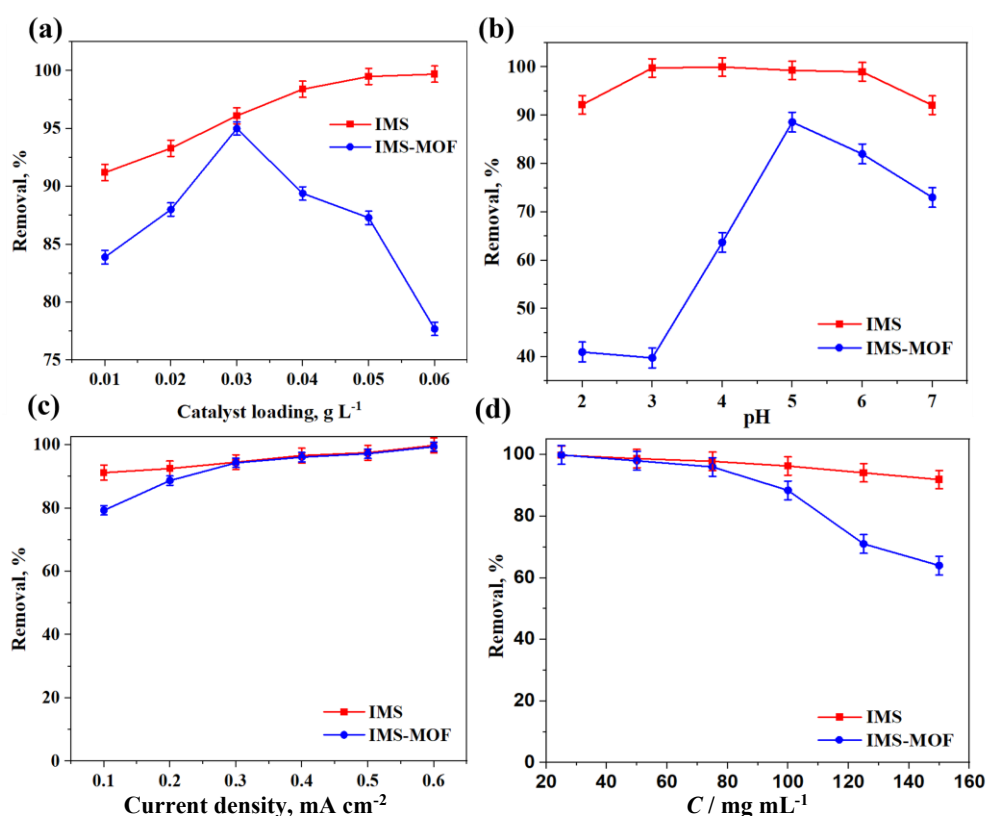 (a)
Removal, %
100
95
90
85
80
75
IMS
IMS-MOF
0.01 0.02 0.03 0.04 0.05 0.06
Catalyst loading, g L⁻¹
(b)
Removal, %
100
90
80
70
60
50
40
IMS
IMS-MOF
2 3 4 5 6 7
pH
(c)
Removal, %
100
80
60
40
20
0
IMS
IMS-MOF
0.1 0.2 0.3 0.4 0.5 0.6
Current density, mA cm⁻²
(d)
Removal, %
100
80
60
40
20
0
IMS
IMS-MOF
20 40 60 80 100 120 140 160
C / mg mL⁻¹